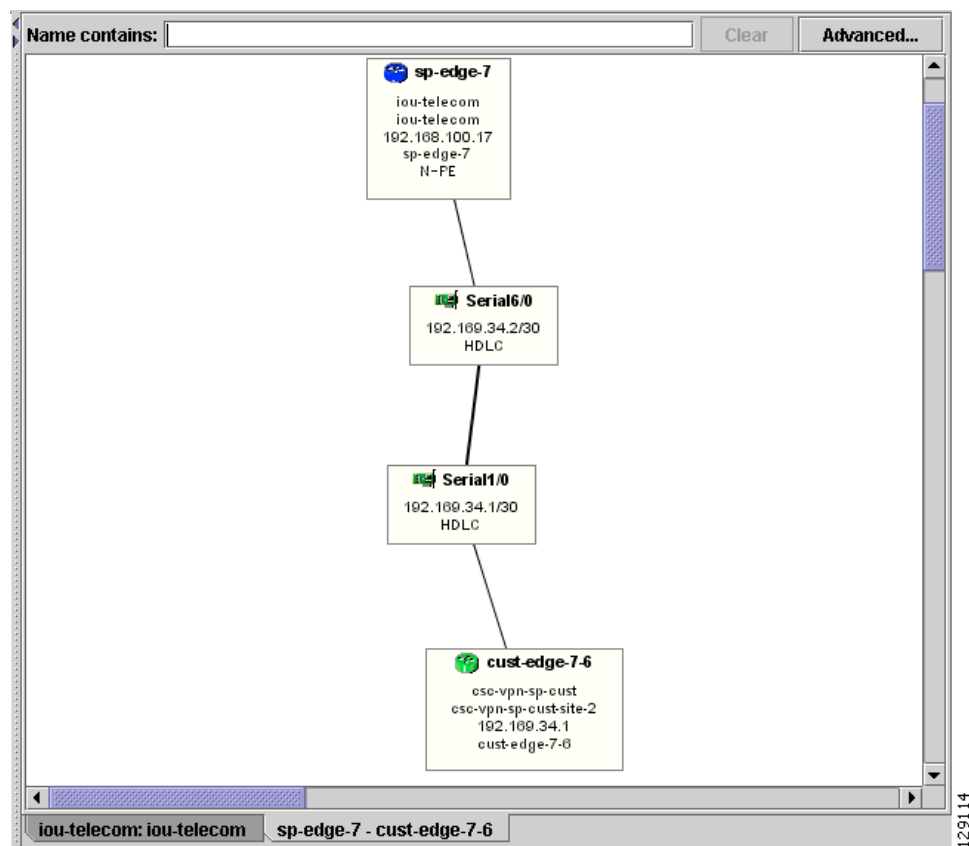 Name contains:
Clear
Advanced...
sp-edge-7
iou-telecom
iou-telecom
192.168.100.17
sp-edge-7
N-PE
Serial6/0
192.169.34.2/30
HDLC
Serial1/0
192.169.34.1/30
HDLC
cust-edge-7-6
csc-vpn-sp-cust
csc-vpn-sp-cust-site-2
192.169.34.1
cust-edge-7-6
iou-telecom: iou-telecom
sp-edge-7 - cust-edge-7-6
129114